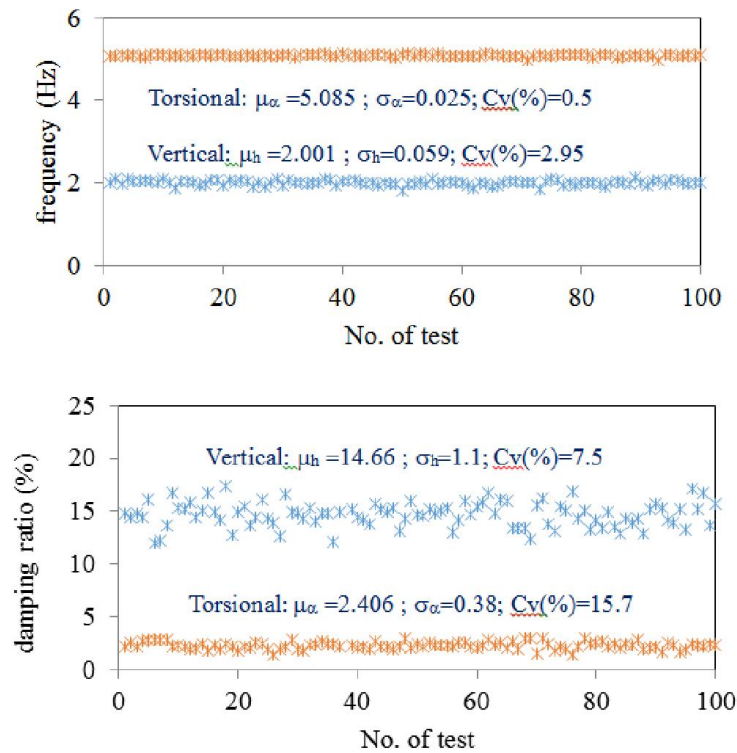 6
4
2
0
frequency (Hz)
Torsional: μα =5.085 ; σα=0.025; Cv(%)=0.5
Vertical: μh =2.001 ; σh=0.059; Cv(%)=2.95
0 20 40 60 80 100
No. of test
25
20
15
10
5
0
damping ratio (%)
Vertical: μh =14.66 ; σh=1.1; Cv(%)=7.5
Torsional: μα =2.406 ; σα=0.38; Cv(%)=15.7
0 20 40 60 80 100
No. of test